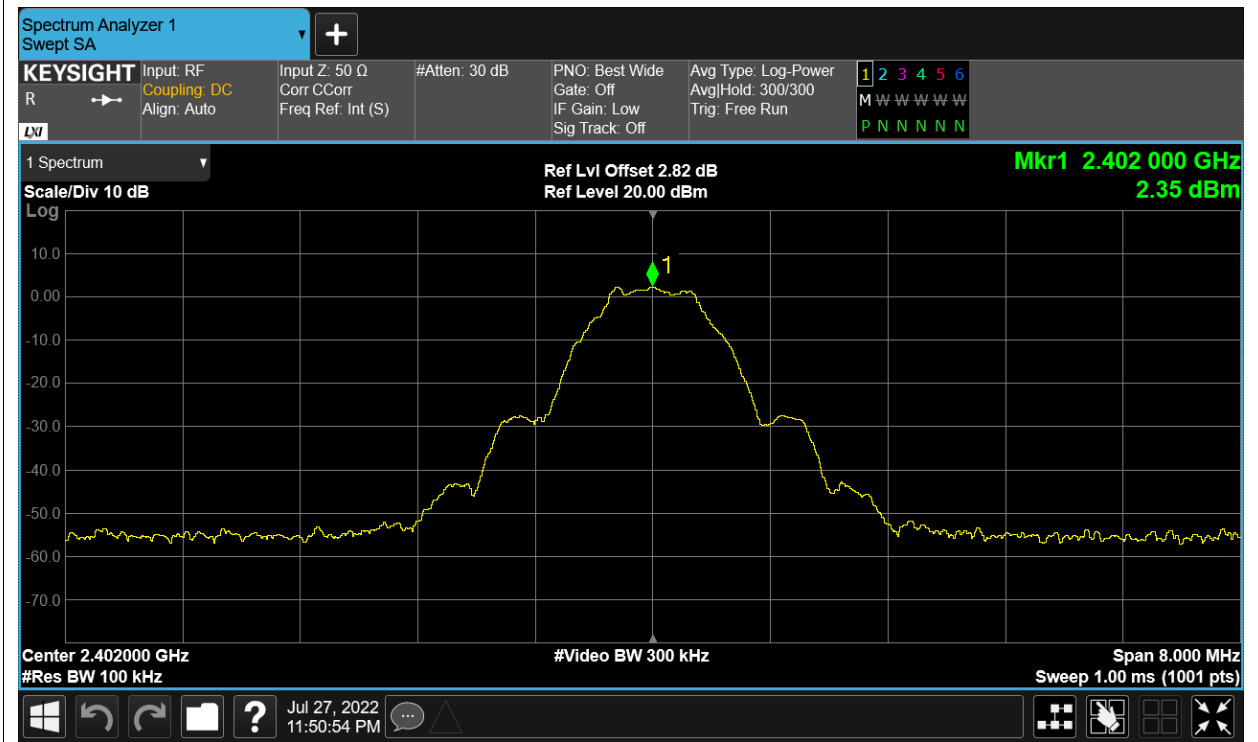 Spectrum Analyzer 1
Swept SA
+
KEYSIGHT
R
LXI
Input: RF
Coupling: DC
Align: Auto
Input Z: 50 Ω
Corr CCorr
Freq Ref: Int (S)
#Atten: 30 dB
PNO: Best Wide
Gate: Off
IF Gain: Low
Sig Track: Off
Avg Type: Log-Power
Avg|Hold: 300/300
Trig: Free Run
1 2 3 4 5 6
M W W W W W
P N N N N N
1 Spectrum
Scale/Div 10 dB
Log
Ref Lvl Offset 2.82 dB
Ref Level 20.00 dBm
Mkr1 2.402 000 GHz
2.35 dBm
1
10.0
0.00
-10.0
-20.0
-30.0
-40.0
-50.0
-60.0
-70.0
Center 2.402000 GHz
#Res BW 100 kHz
#Video BW 300 kHz
Span 8.000 MHz
Sweep 1.00 ms (1001 pts)
?
Jul 27, 2022
11:50:54 PM